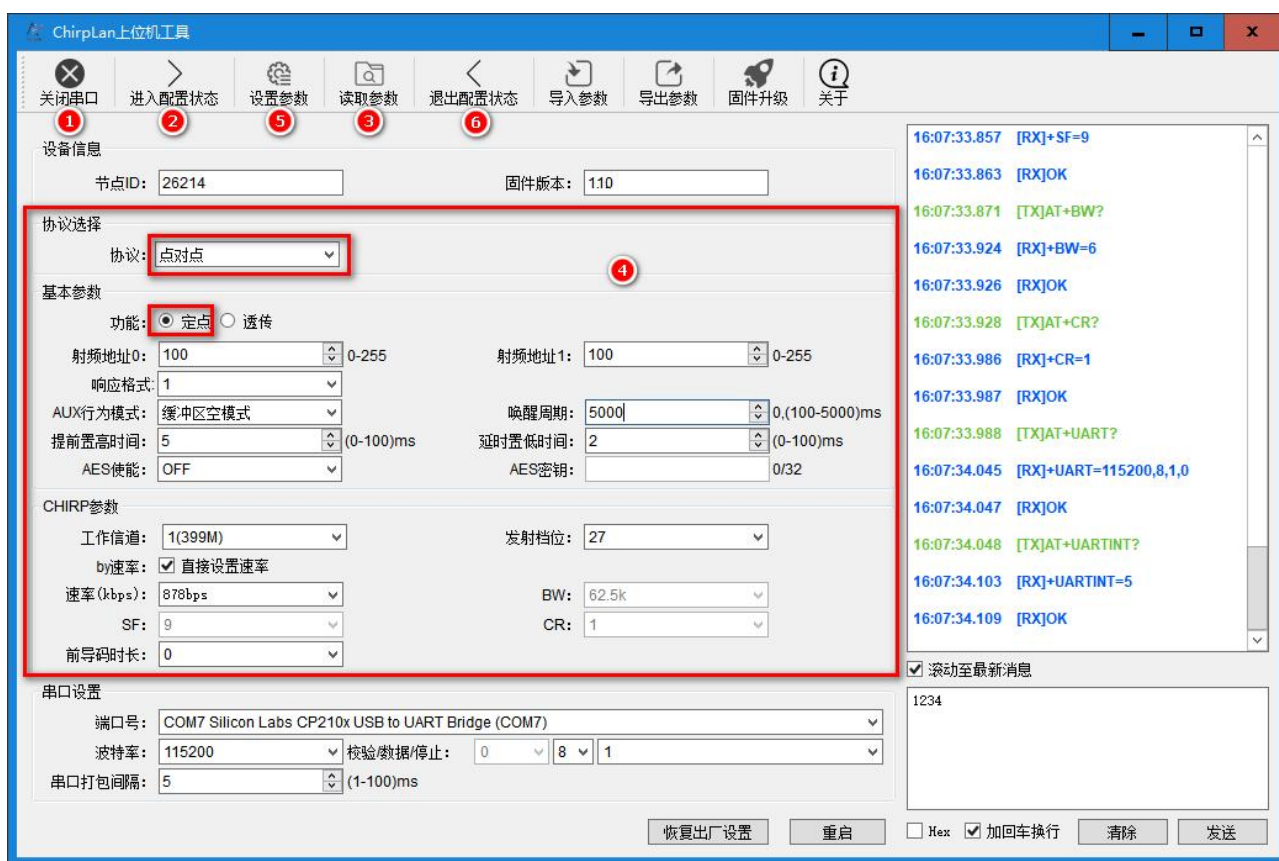 ChirpLan上位机工具
关闭串口 进入配置状态 设置参数 读取参数 退出配置状态 导入参数 导出参数 固件升级 关于
1 2 5 3 6
设备信息
节点ID: 26214 固件版本: 1.10
协议选择
协议: 点对点
4
基本参数
功能: 定点 透传
射频地址0: 100 0-255 射频地址1: 100 0-255
响应格式: 1
AUX行为模式: 缓冲区空模式 唤醒周期: 5000 0,(100-5000)ms
提前置高时间: 5 (0-100)ms 延时置低时间: 2 (0-100)ms
AES使能: OFF AES密钥: 0/32
CHIRP参数
工作信道: 1(399M) 发射档位: 27
by速率: 直接设置速率
速率(kbps): 878bps BW: 62.5k
SF: 9 CR: 1
前导码时长: 0
串口设置
端口号: COM7 Silicon Labs CP210x USB to UART Bridge (COM7)
波特率: 115200 校验/数据/停止: 0 8 1
串口打包间隔: 5 (1-100)ms
恢复出厂设置 重启
16:07:33.857 [RX]+SF=9
16:07:33.863 [RX]OK
16:07:33.871 [TX]AT+BW?
16:07:33.924 [RX]+BW=6
16:07:33.926 [RX]OK
16:07:33.928 [TX]AT+CR?
16:07:33.986 [RX]+CR=1
16:07:33.987 [RX]OK
16:07:33.988 [TX]AT+UART?
16:07:34.045 [RX]+UART=115200,8,1,0
16:07:34.047 [RX]OK
16:07:34.048 [TX]AT+UARTINT?
16:07:34.103 [RX]+UARTINT=5
16:07:34.109 [RX]OK
滚动至最新消息
1234
Hex 加回车换行 清除 发送